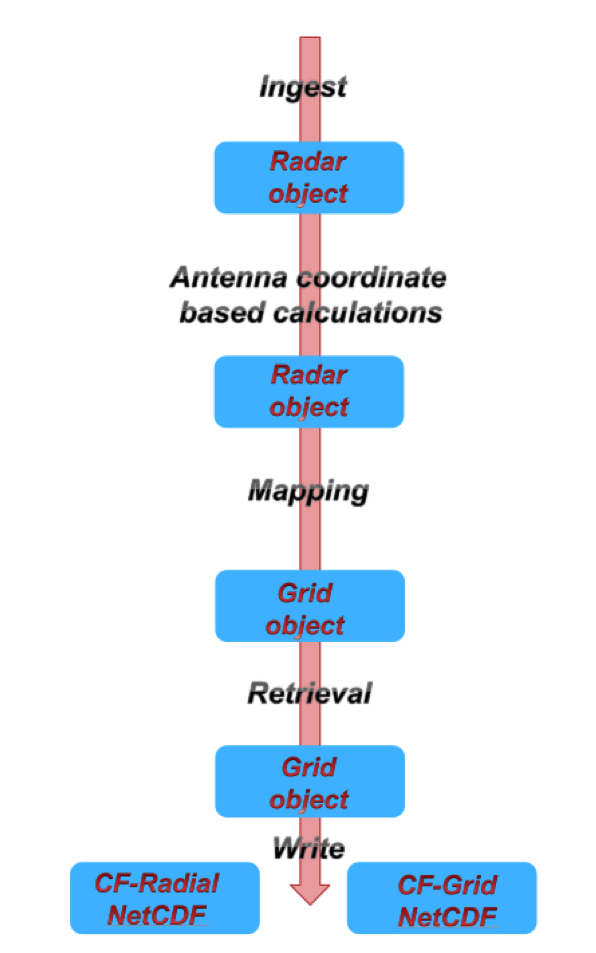 Ingest
Radar
object
Antenna coordinate
based calculations
Radar
object
Mapping
Grid
object
Retrieval
Grid
object
Write
CF-Radial
NetCDF
CF-Grid
NetCDF